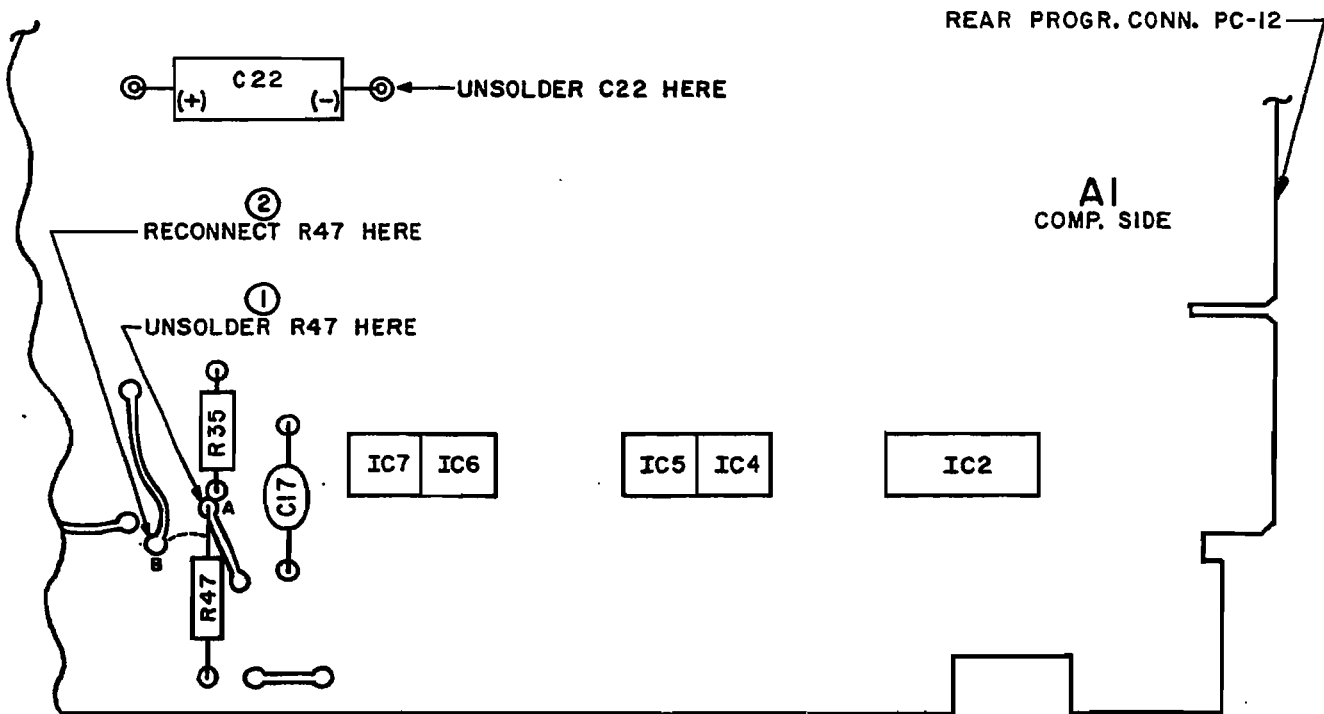 REAR PROGR. CONN. PC-12
C22
(+) (-)
UNSOLDER C22 HERE
A1
COMP. SIDE
2
RECONNECT R47 HERE
1
UNSOLDER R47 HERE
R35
A
C17
IC7 IC6
IC5 IC4
IC2
B
R47